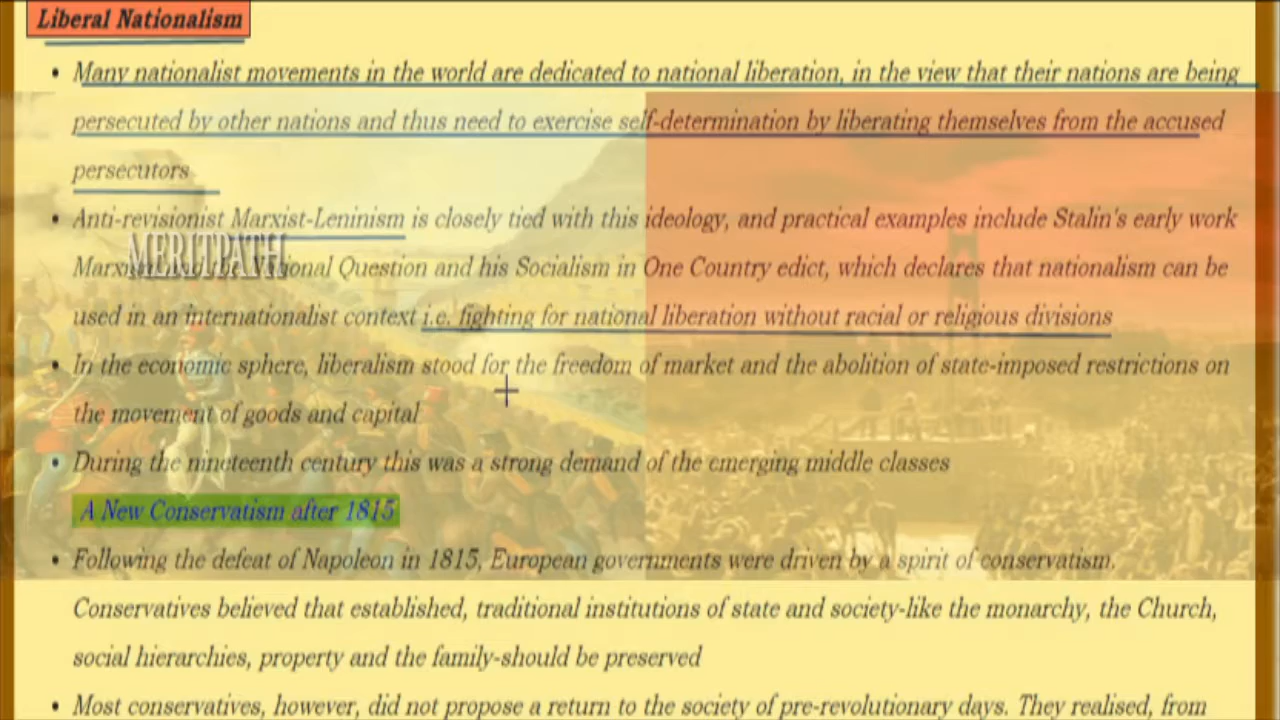 Liberal Nationalism
• Many nationalist movements in the world are dedicated to national liberation, in the view that their nations are being
persecuted by other nations and thus need to exercise self-determination by liberating themselves from the accused
persecutors
• Anti-revisionist Marxist-Leninism is closely tied with this ideology, and practical examples include Stalin's early work
MERITPATH
Question and his Socialism in One Country edict, which declares that nationalism can be
used in an internationalist context i.e. fighting for national liberation without racial or religious divisions
• In the economic sphere, liberalism stood for the freedom of market and the abolition of state-imposed restrictions on
the movement of goods and capital
• During the nineteenth century this was a strong demand of the emerging middle classes
A New Conservatism after 1815
• Following the defeat of Napoleon in 1815, European governments were driven by a spirit of conservatism.
Conservatives believed that established, traditional institutions of state and society-like the monarchy, the Church,
social hierarchies, property and the family-should be preserved
• Most conservatives, however, did not propose a return to the society of pre-revolutionary days. They realised, from